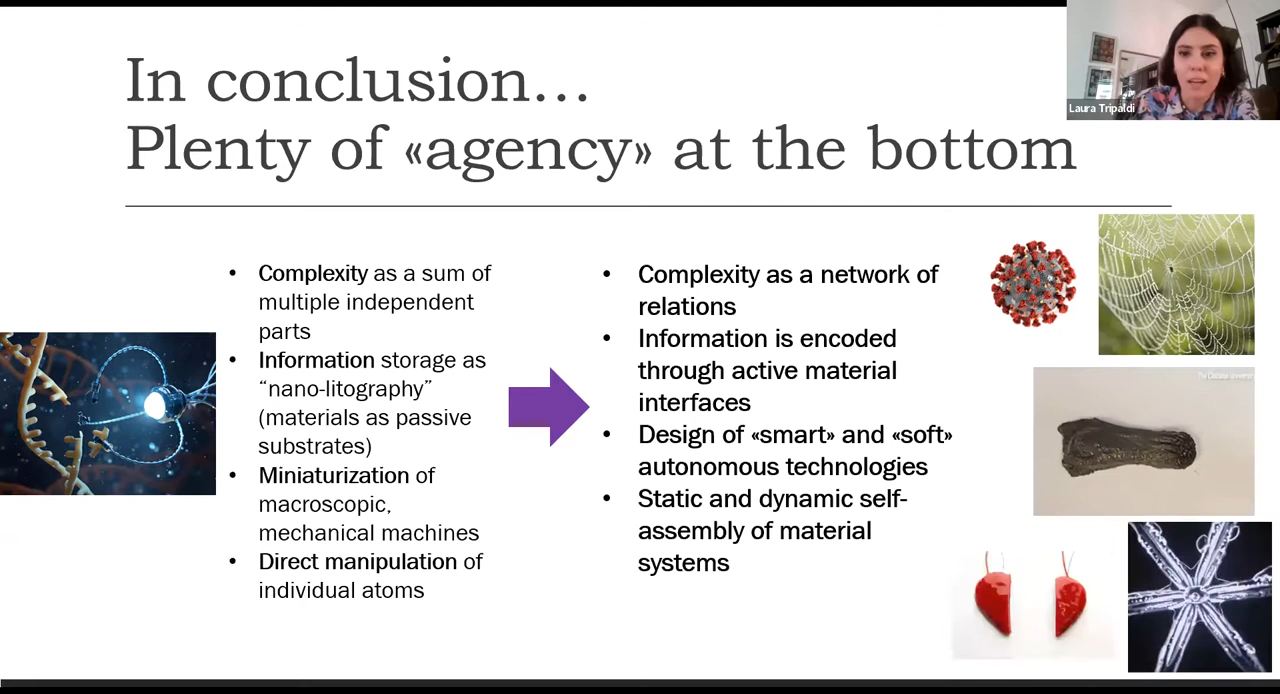 In conclusion…
Plenty of «agency» at the bottom
Laura Tripaldi
• Complexity as a sum of
multiple independent
parts
• Information storage as
“nano-litography”
(materials as passive
substrates)
• Miniaturization of
macroscopic,
mechanical machines
• Direct manipulation of
individual atoms
• Complexity as a network of
relations
• Information is encoded
through active material
interfaces
• Design of «smart» and «soft»
autonomous technologies
• Static and dynamic self-
assembly of material
systems